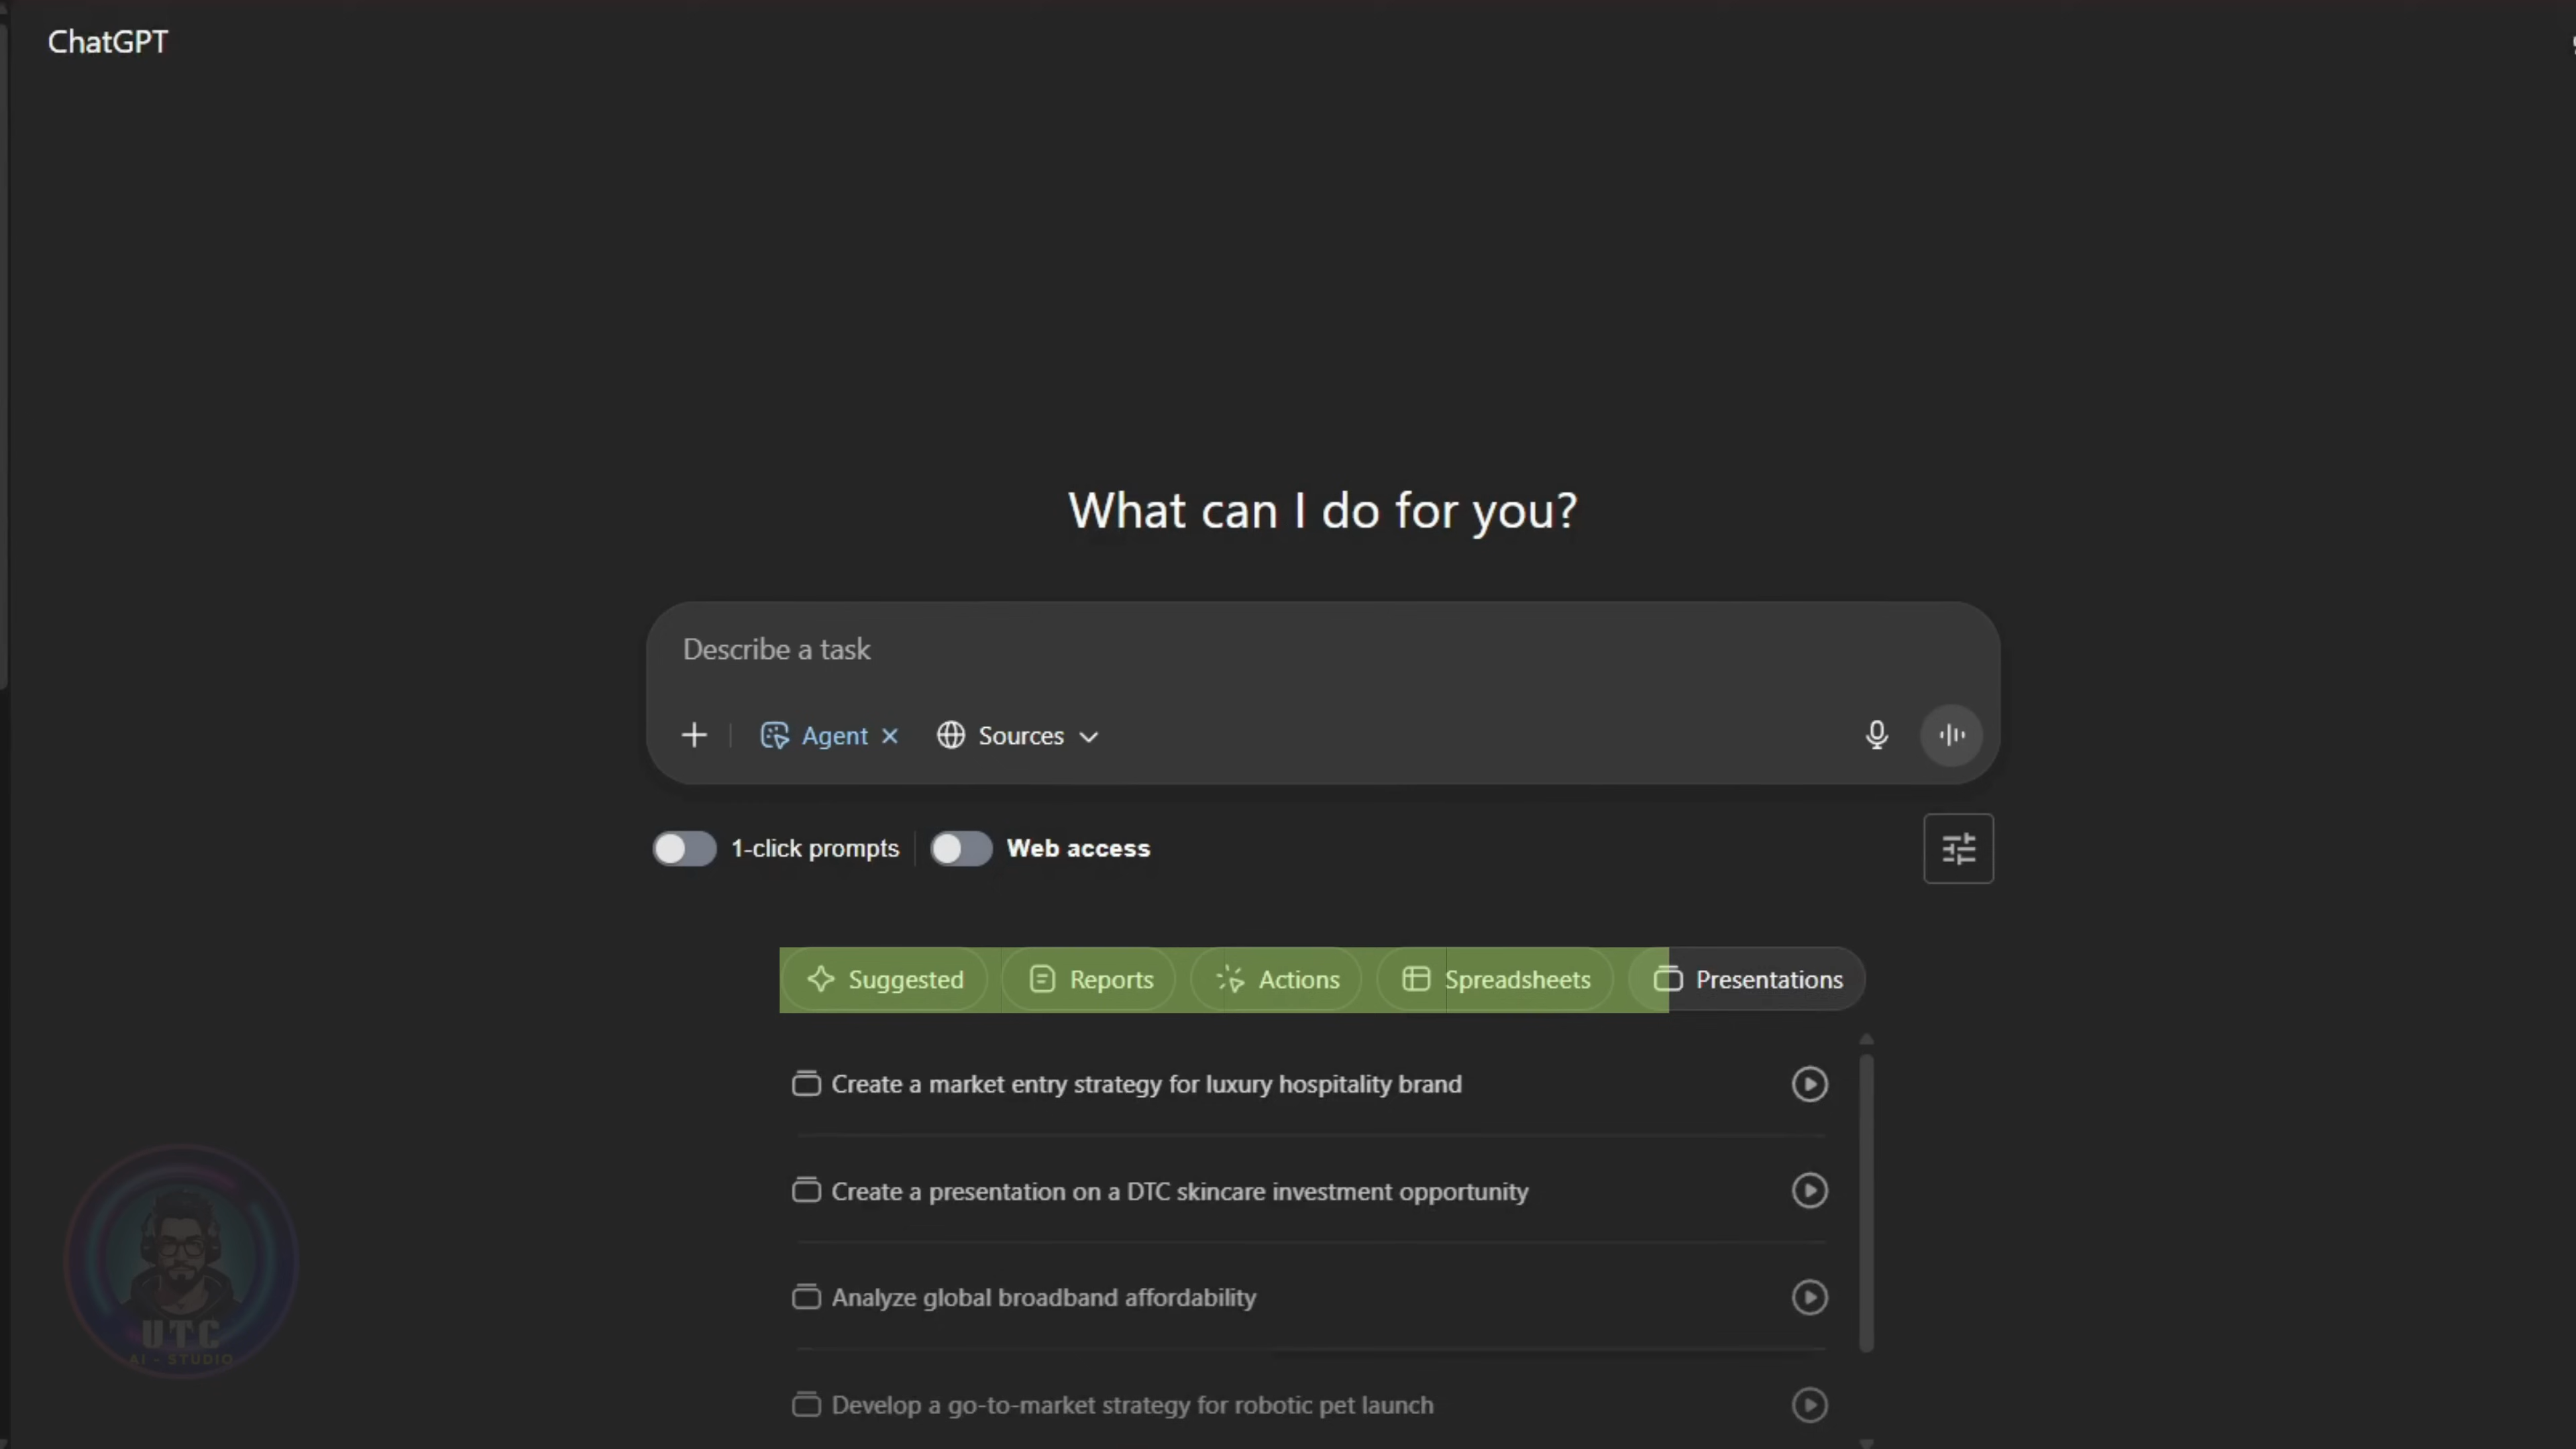 ChatGPT
What can I do for you?
Describe a task
Agent Sources
1-click prompts Web access
Suggested Reports Actions Spreadsheets Presentations
Create a market entry strategy for luxury hospitality brand
Create a presentation on a DTC skincare investment opportunity
Analyze global broadband affordability
Develop a go-to-market strategy for robotic pet launch
UTC
AI - STUDIO